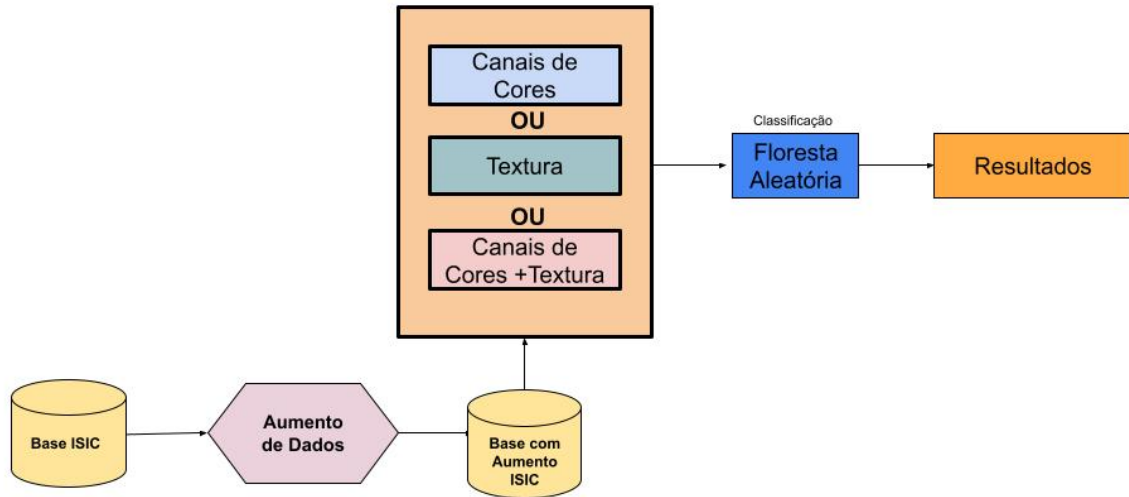 Canais de
Cores
OU
Textura
OU
Canais de
Cores +Textura
Classificação
Floresta
Aleatória
Resultados
Base ISIC
Aumento
de Dados
Base com
Aumento
ISIC